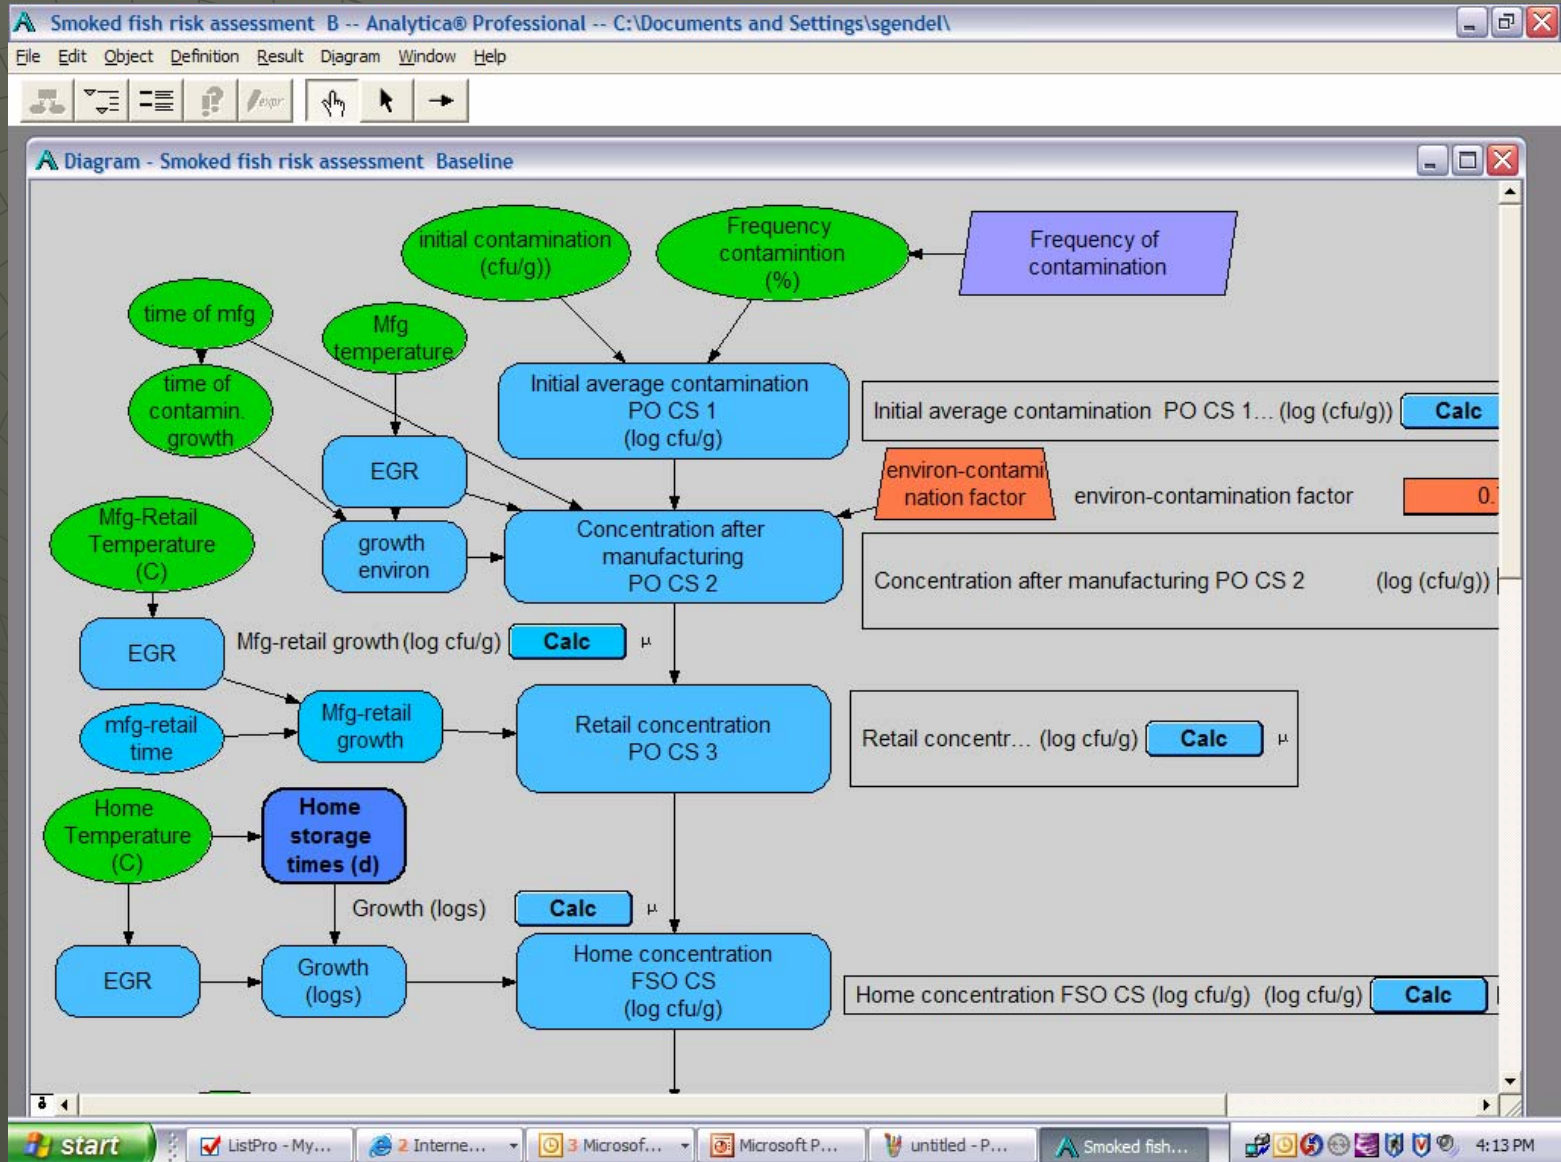 Smoked fish risk assessment B -- Analytica® Professional -- C:\Documents and Settings\sgendel\
File Edit Object Definition Result Diagram Window Help
expr
Diagram - Smoked fish risk assessment Baseline
initial contamination
(cfu/g))
Frequency
contamintion
(%)
Frequency of
contamination
time of mfg
Mfg
temperature
time of
contamin.
growth
Initial average contamination
PO CS 1
(log cfu/g)
Initial average contamination PO CS 1... (log (cfu/g)) Calc
EGR
environ-contami
nation factor
environ-contamination factor
0.
Mfg-Retail
Temperature
(C)
growth
environ
Concentration after
manufacturing
PO CS 2
Concentration after manufacturing PO CS 2 (log (cfu/g))
EGR
Mfg-retail growth (log cfu/g) Calc μ
mfg-retail
time
Mfg-retail
growth
Retail concentration
PO CS 3
Retail concentr... (log cfu/g) Calc μ
Home
Temperature
(C)
Home
storage
times (d)
Growth (logs) Calc μ
EGR
Growth
(logs)
Home concentration
FSO CS
(log cfu/g)
Home concentration FSO CS (log cfu/g) (log cfu/g) Calc
start ListPro - My... 2 Interne... 3 Microsof... Microsoft P... untitled - P... Smoked fish... 4:13 PM